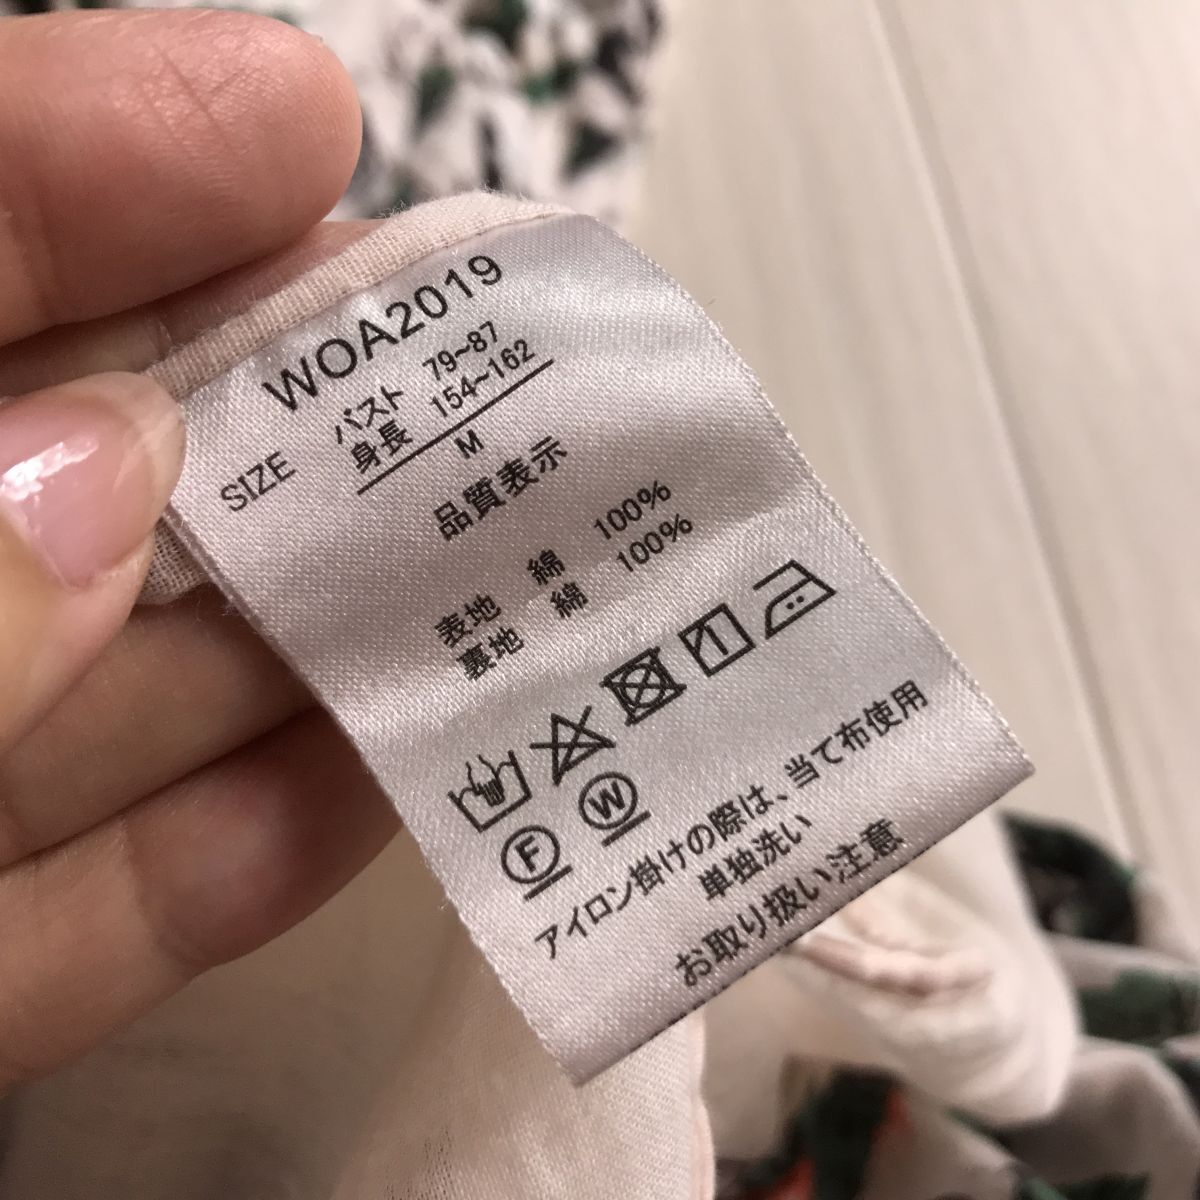 WOA2019
バスト 79~87
SIZE 身長 154~162
M
品質表示
表地 綿 100%
裏地 綿 100%
F W
アイロン掛けの際は、当て布使用
単独洗い
お取り扱い注意